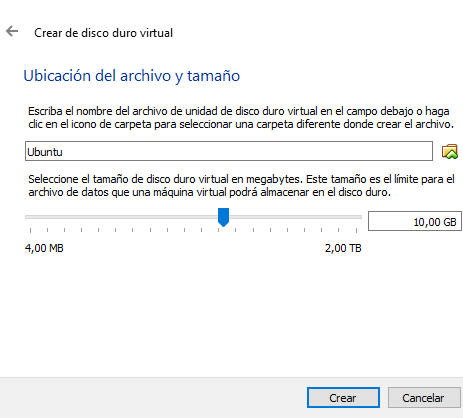 Crear de disco duro virtual
Ubicación del archivo y tamaño
Escriba el nombre del archivo de unidad de disco duro virtual en el campo debajo o haga
clic en el icono de carpeta para seleccionar una carpeta diferente donde crear el archivo.
Ubuntu
Seleccione el tamaño de disco duro virtual en megabytes. Este tamaño es el límite para el
archivo de datos que una máquina virtual podrá almacenar en el disco duro.
10,00 GB
4,00 MB 2,00 TB
Crear Cancelar